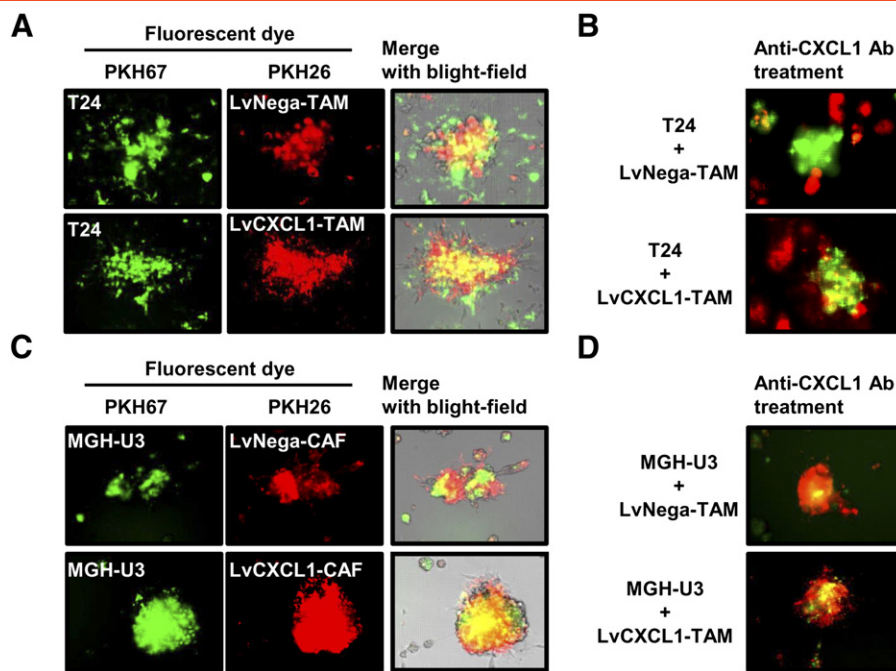 A
Fluorescent dye
PKH67
PKH26
Merge
with blight-field
T24
LvNega-TAM
T24
LvCXCL1-TAM
B
Anti-CXCL1 Ab
treatment
T24
+
LvNega-TAM
T24
+
LvCXCL1-TAM
C
Fluorescent dye
PKH67
PKH26
Merge
with blight-field
MGH-U3
LvNega-CAF
MGH-U3
LvCXCL1-CAF
D
Anti-CXCL1 Ab
treatment
MGH-U3
+
LvNega-TAM
MGH-U3
+
LvCXCL1-TAM